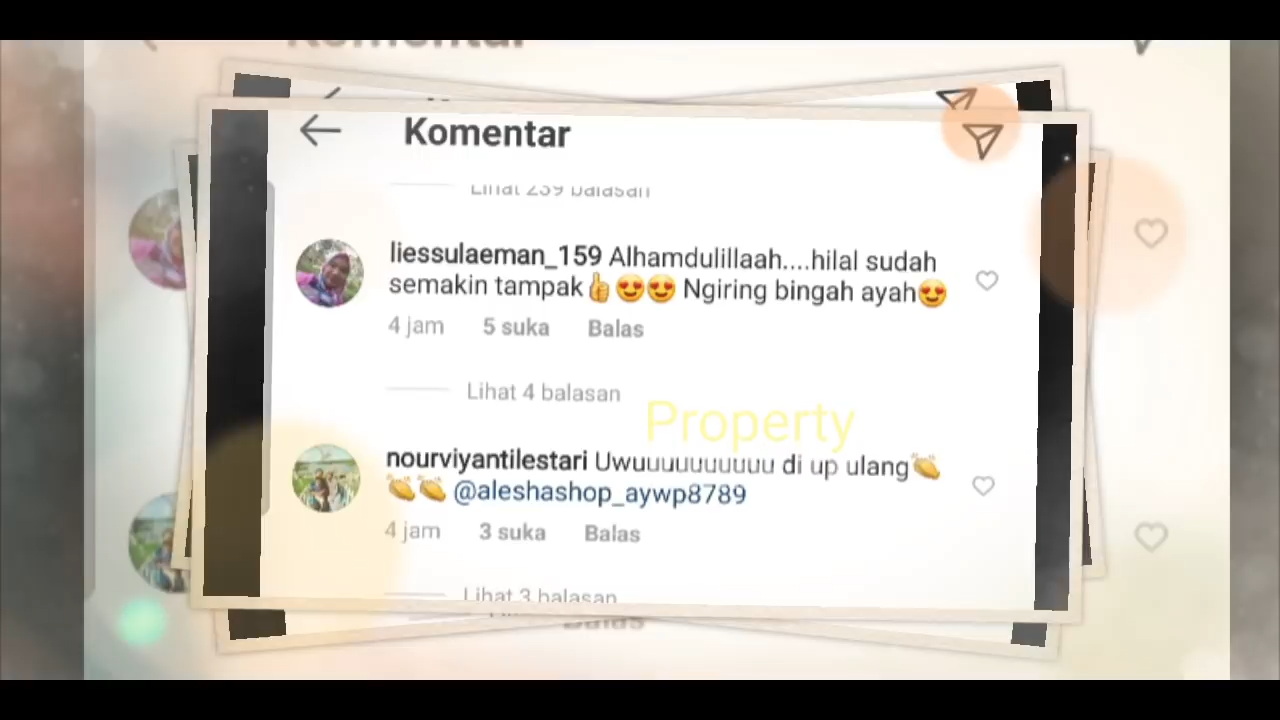 Komentar
Lihat 239 balasan
liessulaeman_159 Alhamdulillaah....hilal sudah
semakin tampak👍😍😍 Ngiring bingah ayah😍
4 jam 5 suka Balas
Lihat 4 balasan
Property
nourviyantilestari Uwuuuuuuuuuu di up ulang👏
👏👏 @aleshashop_aywp8789
4 jam 3 suka Balas
Lihat 3 balasan
Balas